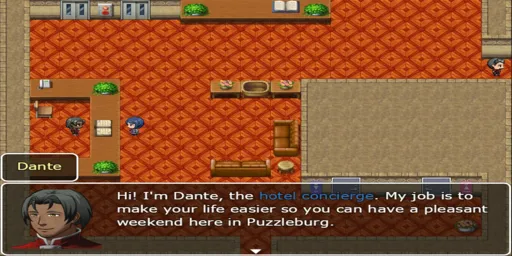 Dante
Hi! I'm Dante, the hotel concierge. My job is to
make your life easier so you can have a pleasant
weekend here in Puzzleburg.